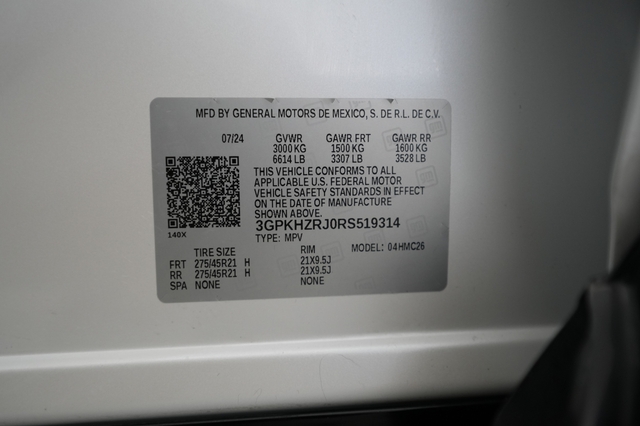 MFD BY GENERAL MOTORS DE MEXICO, S. DE R.L. DE C.V.
07/24 GVWR GAWR FRT GAWR RR
3000 KG 1500 KG 1600 KG
6614 LB 3307 LB 3528 LB
THIS VEHICLE CONFORMS TO ALL
APPLICABLE U.S. FEDERAL MOTOR
VEHICLE SAFETY STANDARDS IN EFFECT
ON THE DATE OF MANUFACTURE
SHOWN ABOVE.
140X 3GPKHZRJ0RS519314
TYPE: MPV MODEL: 04HMC26
TIRE SIZE RIM
FRT 275/45R21 H 21X9.5J
RR 275/45R21 H 21X9.5J
SPA NONE NONE